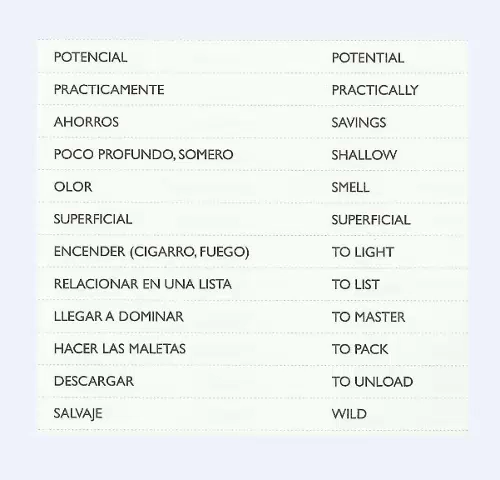 POTENCIAL POTENTIAL
PRACTICAMENTE PRACTICALLY
AHORROS SAVINGS
POCO PROFUNDO, SOMERO SHALLOW
OLOR SMELL
SUPERFICIAL SUPERFICIAL
ENCENDER (CIGARRO, FUEGO) TO LIGHT
RELACIONAR EN UNA LISTA TO LIST
LLEGAR A DOMINAR TO MASTER
HACER LAS MALETAS TO PACK
DESCARGAR TO UNLOAD
SALVAJE WILD